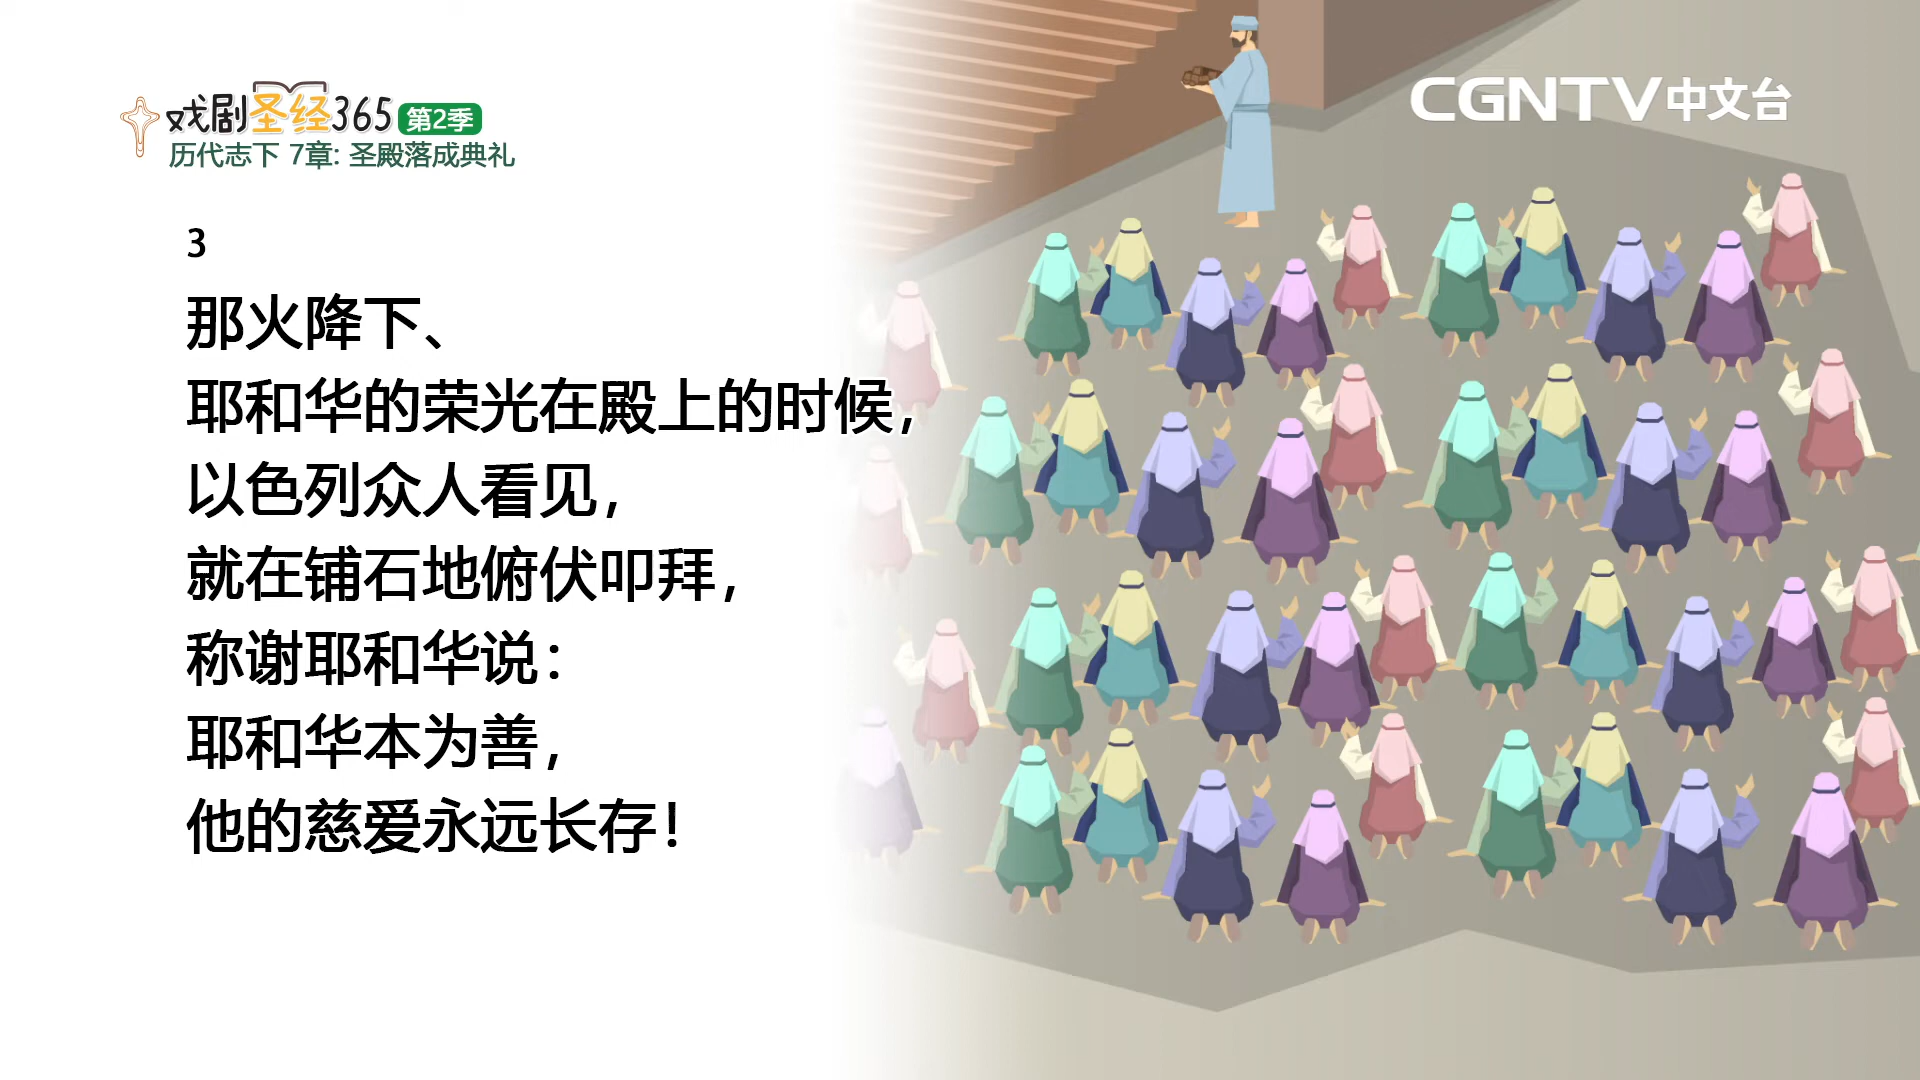 戏剧圣经365 第2季
历代志下 7章: 圣殿落成典礼
CGNTV中文台
3
那火降下、
耶和华的荣光在殿上的时候，
以色列众人看见，
就在铺石地俯伏叩拜，
称谢耶和华说：
耶和华本为善，
他的慈爱永远长存！